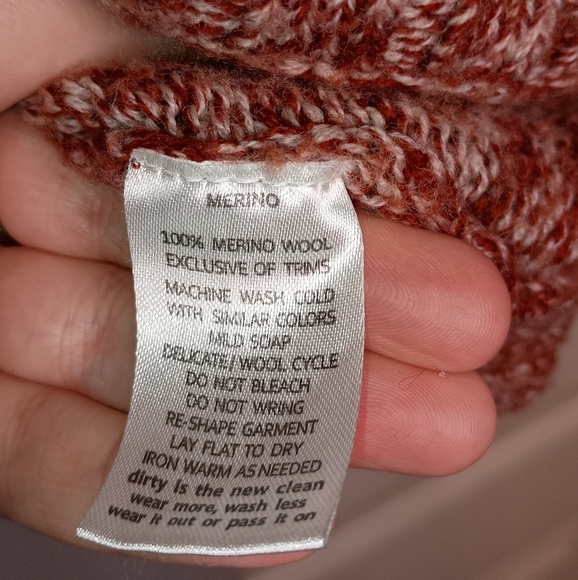 MERINO
100% MERINO WOOL
EXCLUSIVE OF TRIMS
MACHINE WASH COLD
WITH SIMILAR COLORS
MILD SOAP
DELICATE/WOOL CYCLE
DO NOT BLEACH
DO NOT WRING
RE-SHAPE GARMENT
LAY FLAT TO DRY
IRON WARM AS NEEDED
dirty is the new clean
wear more, wash less
wear it out or pass it on